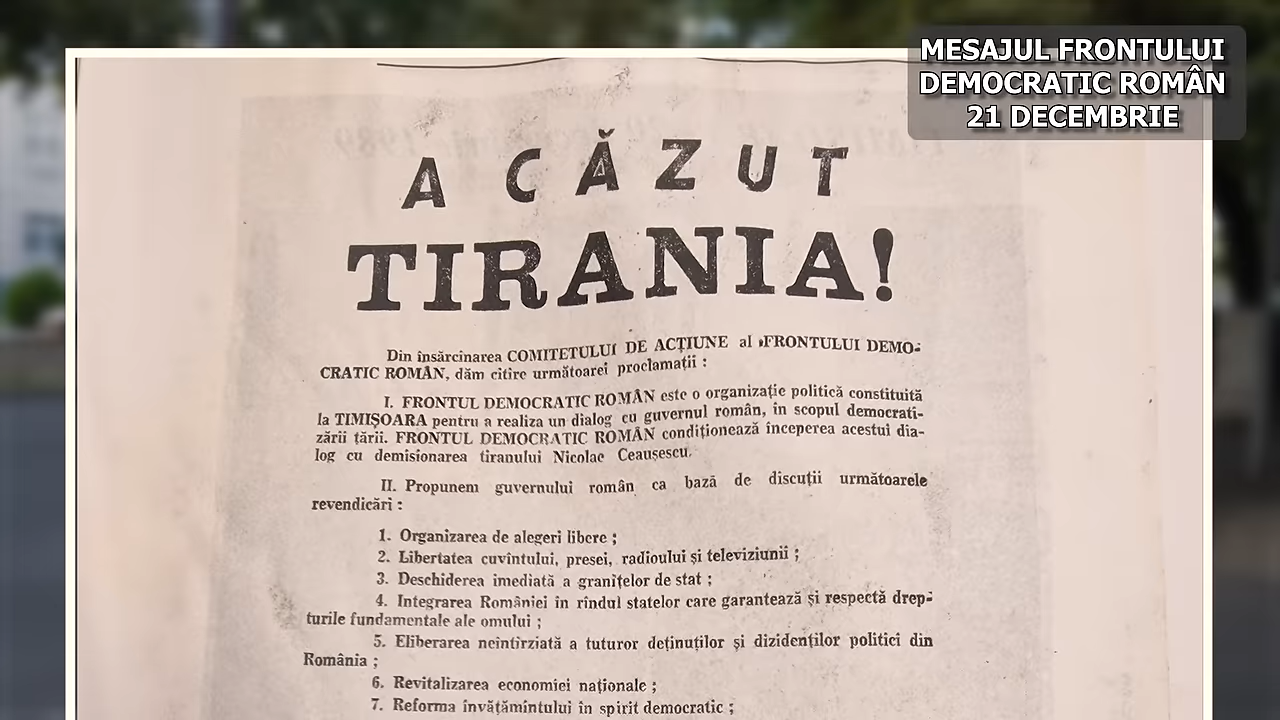 MESAJUL FRONTULUI
DEMOCRATIC ROMÂN
21 DECEMBRIE
A CĂZUT
TIRANIA!
Din însărcinarea COMITETULUI DE ACȚIUNE al FRONTULUI DEMO-
CRATIC ROMÂN, dăm citire următoarei proclamații :
I. FRONTUL DEMOCRATIC ROMÂN este o organizație politică constituită
la TIMIȘOARA pentru a realiza un dialog cu guvernul român, în scopul democrati-
zării țării. FRONTUL DEMOCRATIC ROMÂN condiționează începerea acestui dia-
log cu demisionarea tiranului Nicolae Ceaușescu.
II. Propunem guvernului român ca bază de discuții următoarele
revendicări :
1. Organizarea de alegeri libere ;
2. Libertatea cuvîntului, presei, radioului și televiziunii ;
3. Deschiderea imediată a granițelor de stat ;
4. Integrarea României în rîndul statelor care garantează și respectă drep-
turile fundamentale ale omului ;
5. Eliberarea neîntîrziată a tuturor deținuților și dizidenților politici din
România ;
6. Revitalizarea economiei naționale ;
7. Reforma învățămîntului în spirit democratic ;